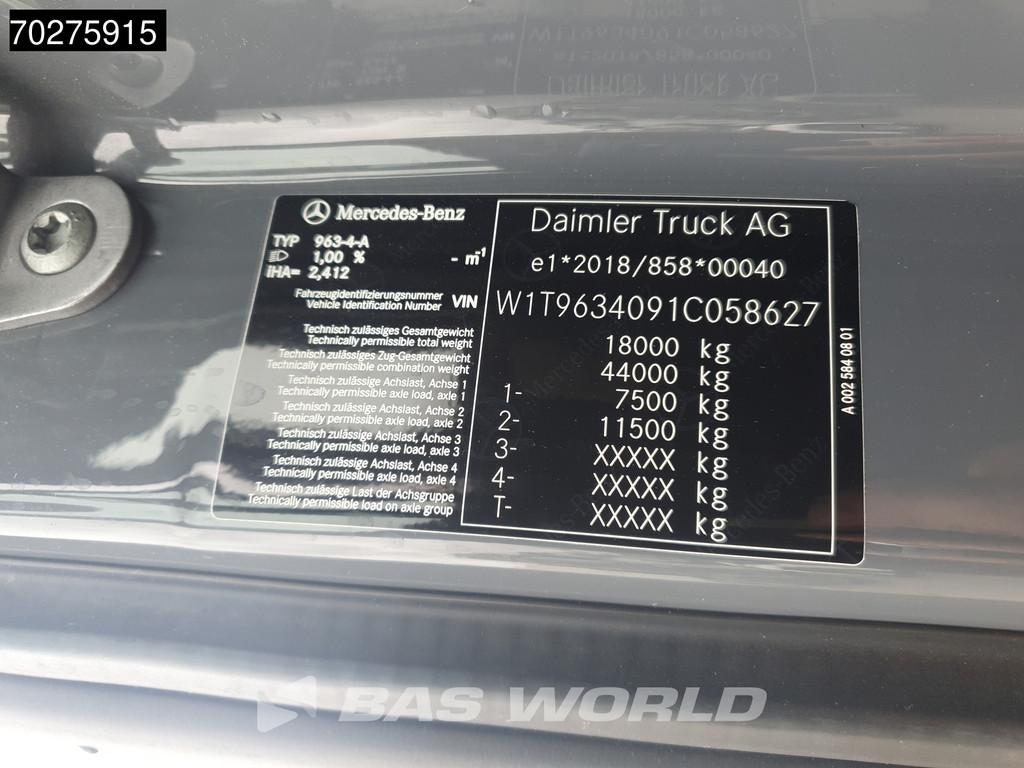 70275915
Mercedes-Benz
TYP 963-4-A
1,00 % - m-1
iHA= 2,412
Fahrzeugidentifizierungsnummer
Vehicle Identification Number VIN
Technisch zulässiges Gesamtgewicht
Technically permissible total weight
Technisch zulässiges Zug-Gesamtgewicht
Technically permissible combination weight
Technisch zulässige Achslast, Achse 1
Technically permissible axle load, axle 1
Technisch zulässige Achslast, Achse 2
Technically permissible axle load, axle 2
Technisch zulässige Achslast, Achse 3
Technically permissible axle load, axle 3
Technisch zulässige Achslast, Achse 4
Technically permissible axle load, axle 4
Technisch zulässige Last der Achsgruppe
Technically permissible load on axle group
Daimler Truck AG
e1*2018/858*00040
W1T9634091C058627
18000 kg
44000 kg
1- 7500 kg
2- 11500 kg
3- XXXXX kg
4- XXXXX kg
T- XXXXX kg
A 002 584 08 01
BAS WORLD